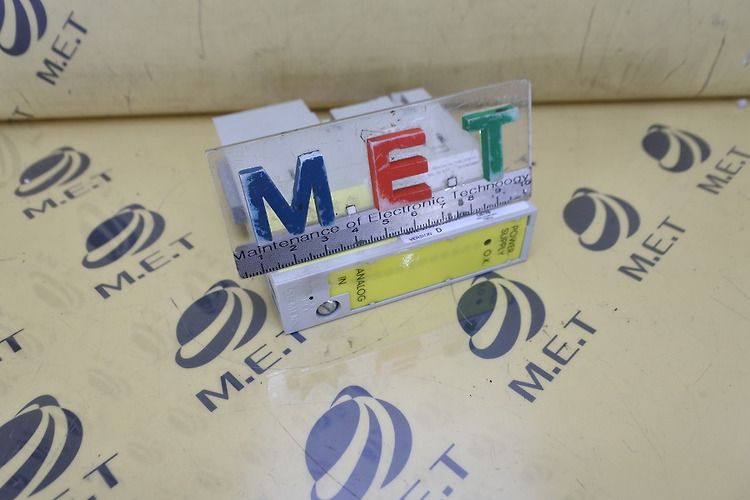 M.E.T
MET
Maintenance of Electronic Technoogy
1 2 3 4 5 6 7 8 9 10
VERSION D
POWER
SUPPLY
O.K.
ANALOG
IN
M.E.T
M.E.T
M.E.T
M.E.T
M.E.T
M.E.T
M.E.T
M.E.T
M.E.T